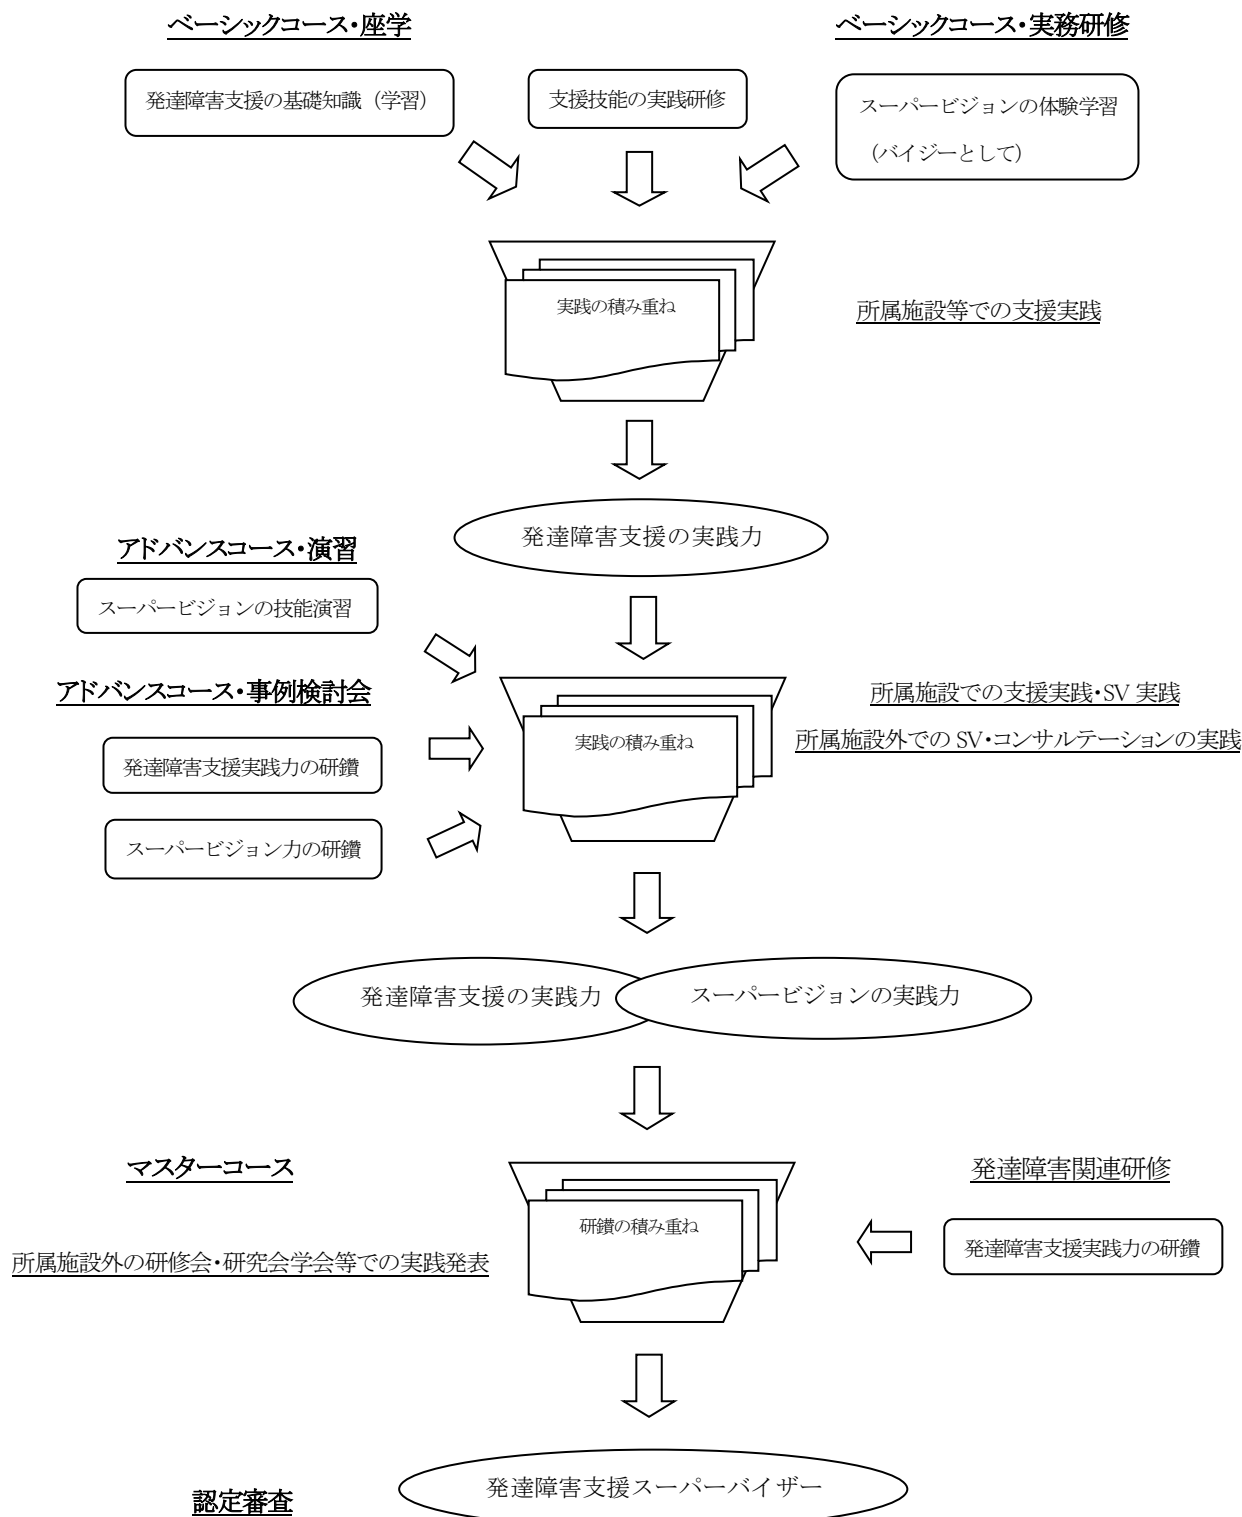 ベーシックコース・座学
ベーシックコース・実務研修
発達障害支援の基礎知識（学習）
支援技能の実践研修
スーパービジョンの体験学習
（バイジーとして）
実践の積み重ね
所属施設等での支援実践
発達障害支援の実践力
アドバンスコース・演習
スーパービジョンの技能演習
アドバンスコース・事例検討会
所属施設での支援実践・SV 実践
所属施設外での SV・コンサルテーションの実践
実践の積み重ね
発達障害支援実践力の研鑽
スーパービジョン力の研鑽
発達障害支援の実践力
スーパービジョンの実践力
マスターコース
発達障害関連研修
研鑽の積み重ね
発達障害支援実践力の研鑽
所属施設外の研修会・研究会学会等での実践発表
発達障害支援スーパーバイザー
認定審査